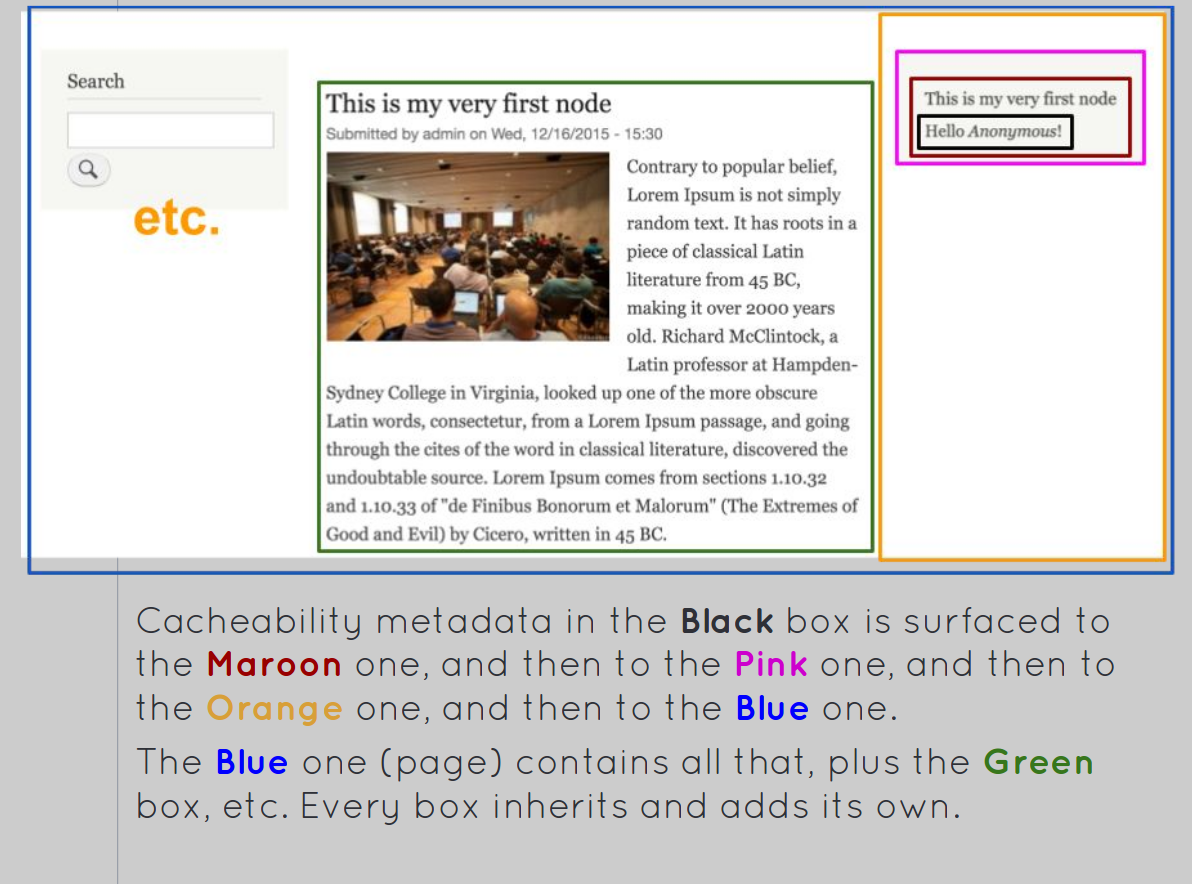 Search
etc.
This is my very first node
Submitted by admin on Wed, 12/16/2015 - 15:30
Contrary to popular belief,
Lorem Ipsum is not simply
random text. It has roots in a
piece of classical Latin
literature from 45 BC,
making it over 2000 years
old. Richard McClintock, a
Latin professor at Hampden-
Sydney College in Virginia, looked up one of the more obscure
Latin words, consectetur, from a Lorem Ipsum passage, and going
through the cites of the word in classical literature, discovered the
undoubtable source. Lorem Ipsum comes from sections 1.10.32
and 1.10.33 of "de Finibus Bonorum et Malorum" (The Extremes of
Good and Evil) by Cicero, written in 45 BC.
This is my very first node
Hello Anonymous!
Cacheability metadata in the Black box is surfaced to
the Maroon one, and then to the Pink one, and then to
the Orange one, and then to the Blue one.
The Blue one (page) contains all that, plus the Green
box, etc. Every box inherits and adds its own.